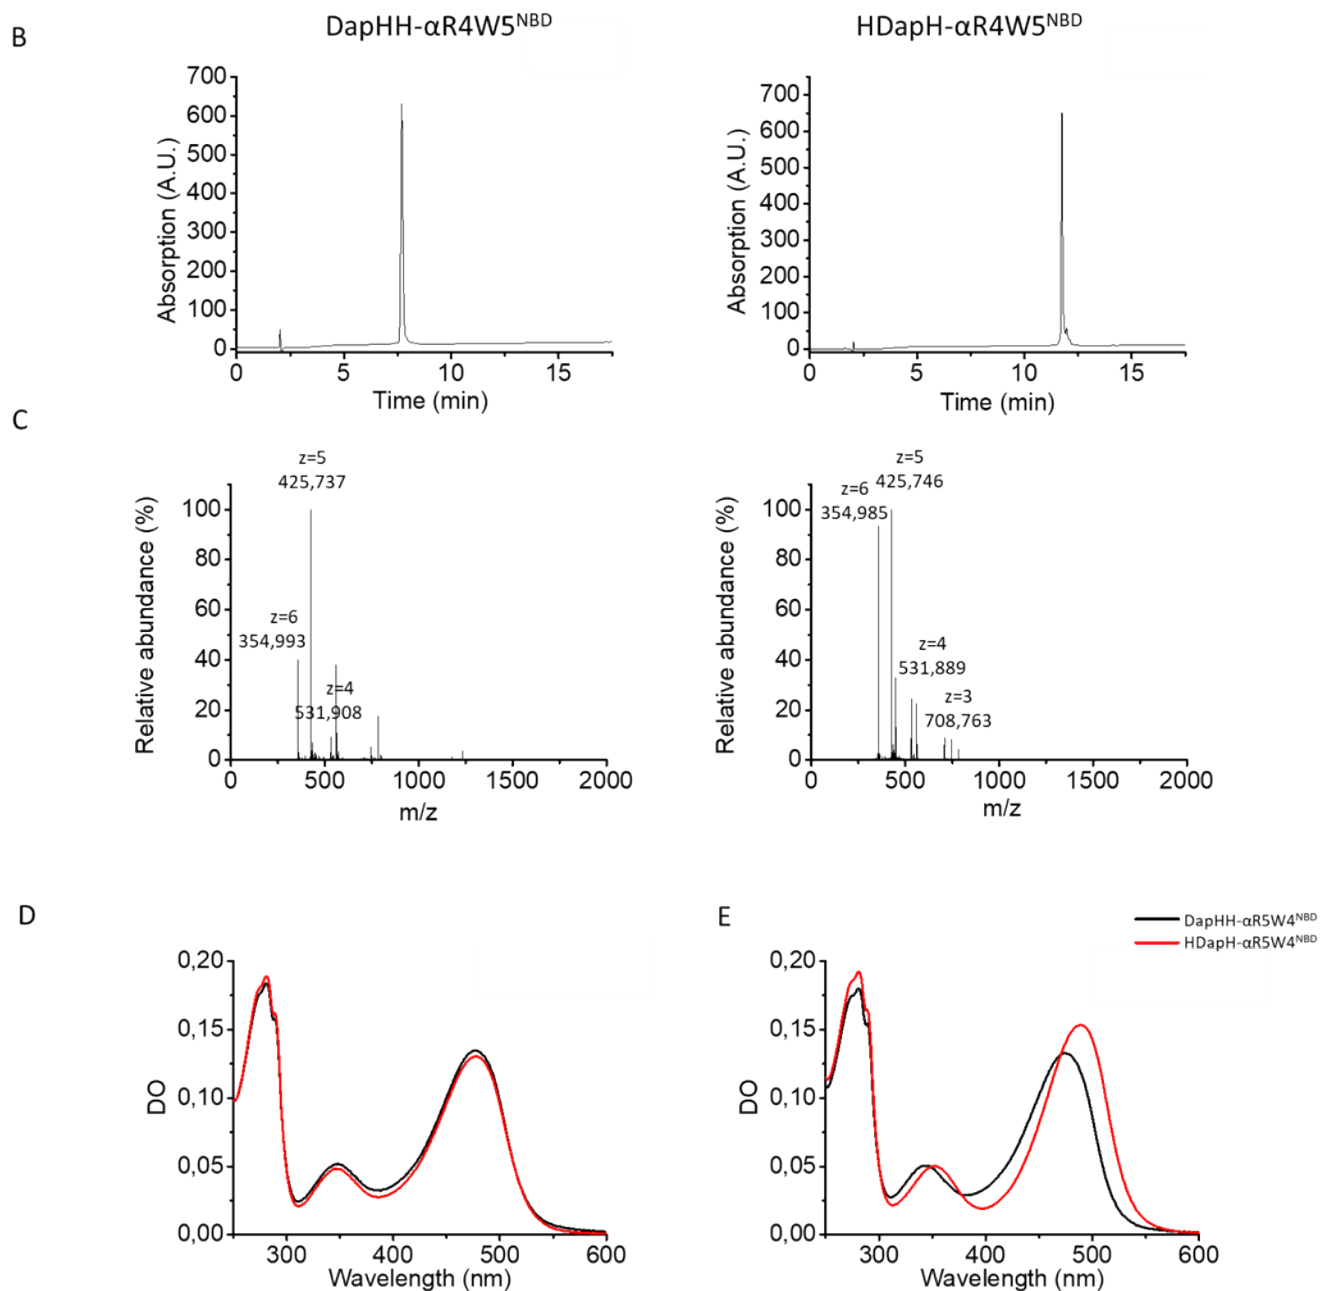 B
DapHH-αR4W5NBD
HDapH-αR4W5NBD
700
600
500
400
300
200
100
0
Absorption (A.U.)
0
5
10
15
Time (min)
700
600
500
400
300
200
100
0
Absorption (A.U.)
0
5
10
15
Time (min)
C
z=5
425,737
z=6
354,993
z=4
531,908
100
80
60
40
20
0
Relative abundance (%)
0
500
1000
1500
2000
m/z
z=5
425,746
z=6
354,985
z=4
531,889
z=3
708,763
100
80
60
40
20
0
Relative abundance (%)
0
500
1000
1500
2000
m/z
D
0,20
0,15
0,10
0,05
0,00
DO
300
400
500
600
Wavelength (nm)
E
DapHH-αR5W4NBD
HDapH-αR5W4NBD
0,20
0,15
0,10
0,05
0,00
DO
300
400
500
600
Wavelength (nm)